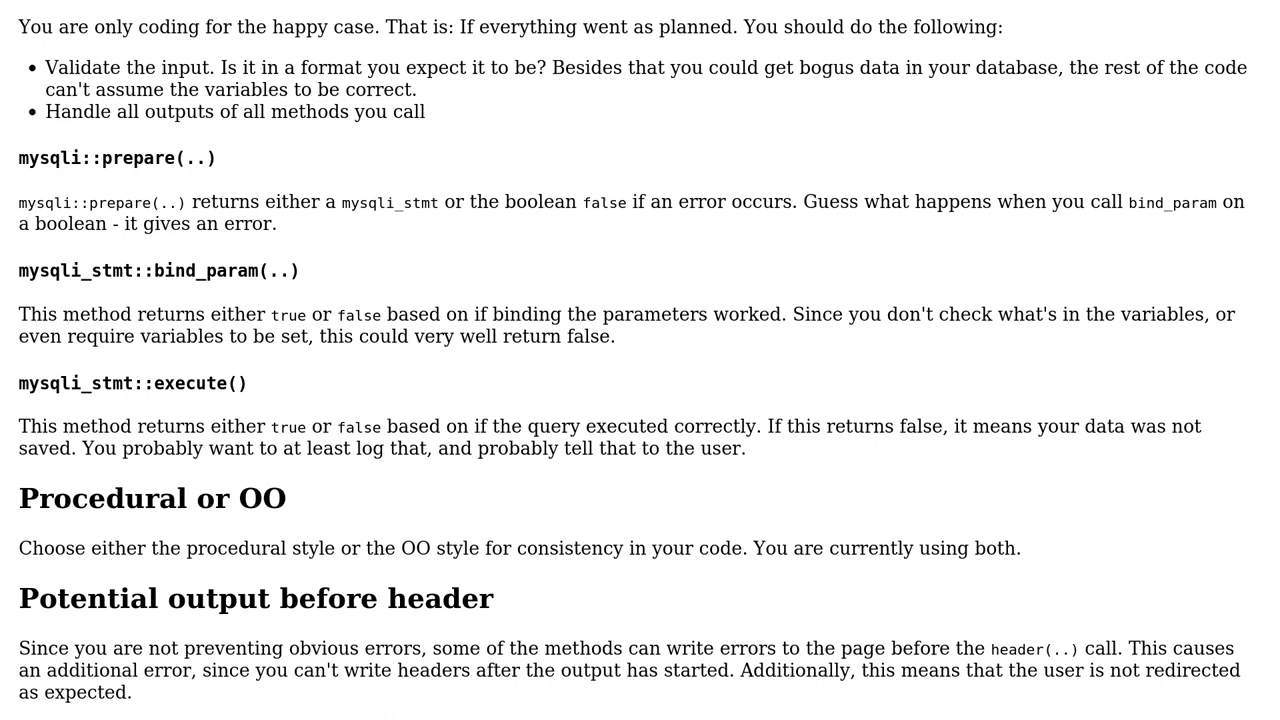 You are only coding for the happy case. That is: If everything went as planned. You should do the following:
• Validate the input. Is it in a format you expect it to be? Besides that you could get bogus data in your database, the rest of the code
can't assume the variables to be correct.
• Handle all outputs of all methods you call
mysqli::prepare(..)
mysqli::prepare(..) returns either a mysqli_stmt or the boolean false if an error occurs. Guess what happens when you call bind_param on
a boolean - it gives an error.
mysqli_stmt::bind_param(..)
This method returns either true or false based on if binding the parameters worked. Since you don't check what's in the variables, or
even require variables to be set, this could very well return false.
mysqli_stmt::execute()
This method returns either true or false based on if the query executed correctly. If this returns false, it means your data was not
saved. You probably want to at least log that, and probably tell that to the user.
Procedural or OO
Choose either the procedural style or the OO style for consistency in your code. You are currently using both.
Potential output before header
Since you are not preventing obvious errors, some of the methods can write errors to the page before the header(..) call. This causes
an additional error, since you can't write headers after the output has started. Additionally, this means that the user is not redirected
as expected.